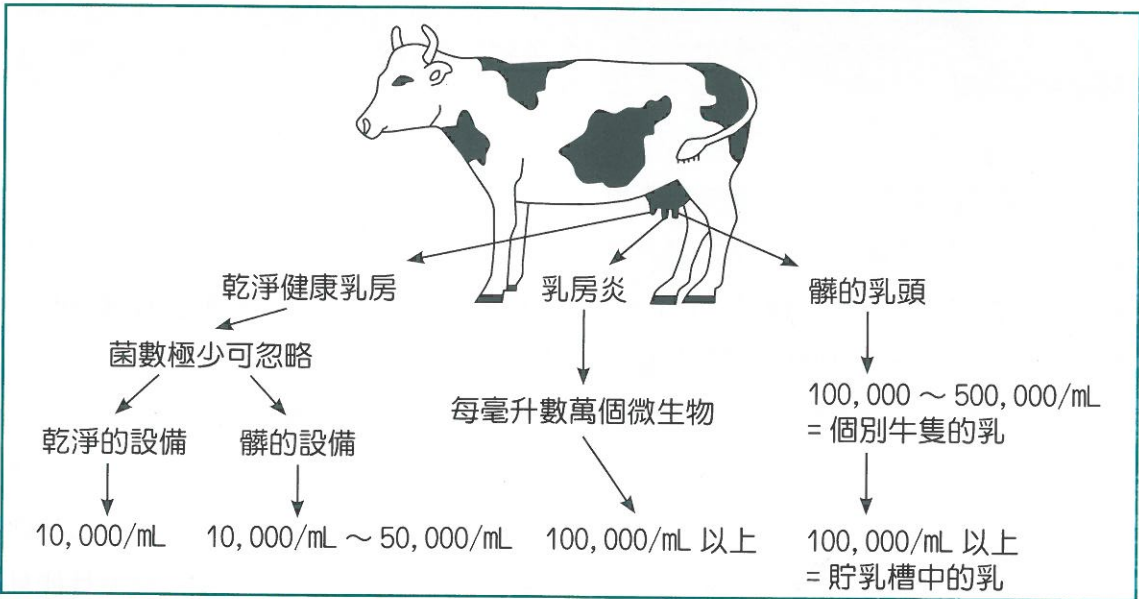 乾淨健康乳房
乳房炎
髒的乳頭
菌數極少可忽略
每毫升數萬個微生物
100,000 ～ 500,000/mL
= 個別牛隻的乳
乾淨的設備
髒的設備
10,000/mL
10,000/mL ～ 50,000/mL
100,000/mL 以上
100,000/mL 以上
= 貯乳槽中的乳